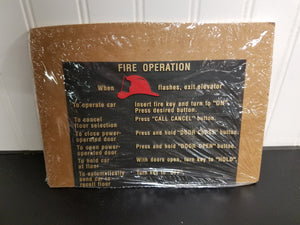 FIRE OPERATION
When flashes, exit elevator
To operate car Insert fire key and turn to "ON".
Press desired button.
To cancel Press "CALL CANCEL" button.
floor selection
To close power- Press and hold "DOOR CLOSE" button.
operated door
To open power- Press and hold "DOOR OPEN" button.
operated door
To hold car With doors open, turn key to "HOLD".
at floor
To automatically Turn key to "OFF".
send car to
recall floor